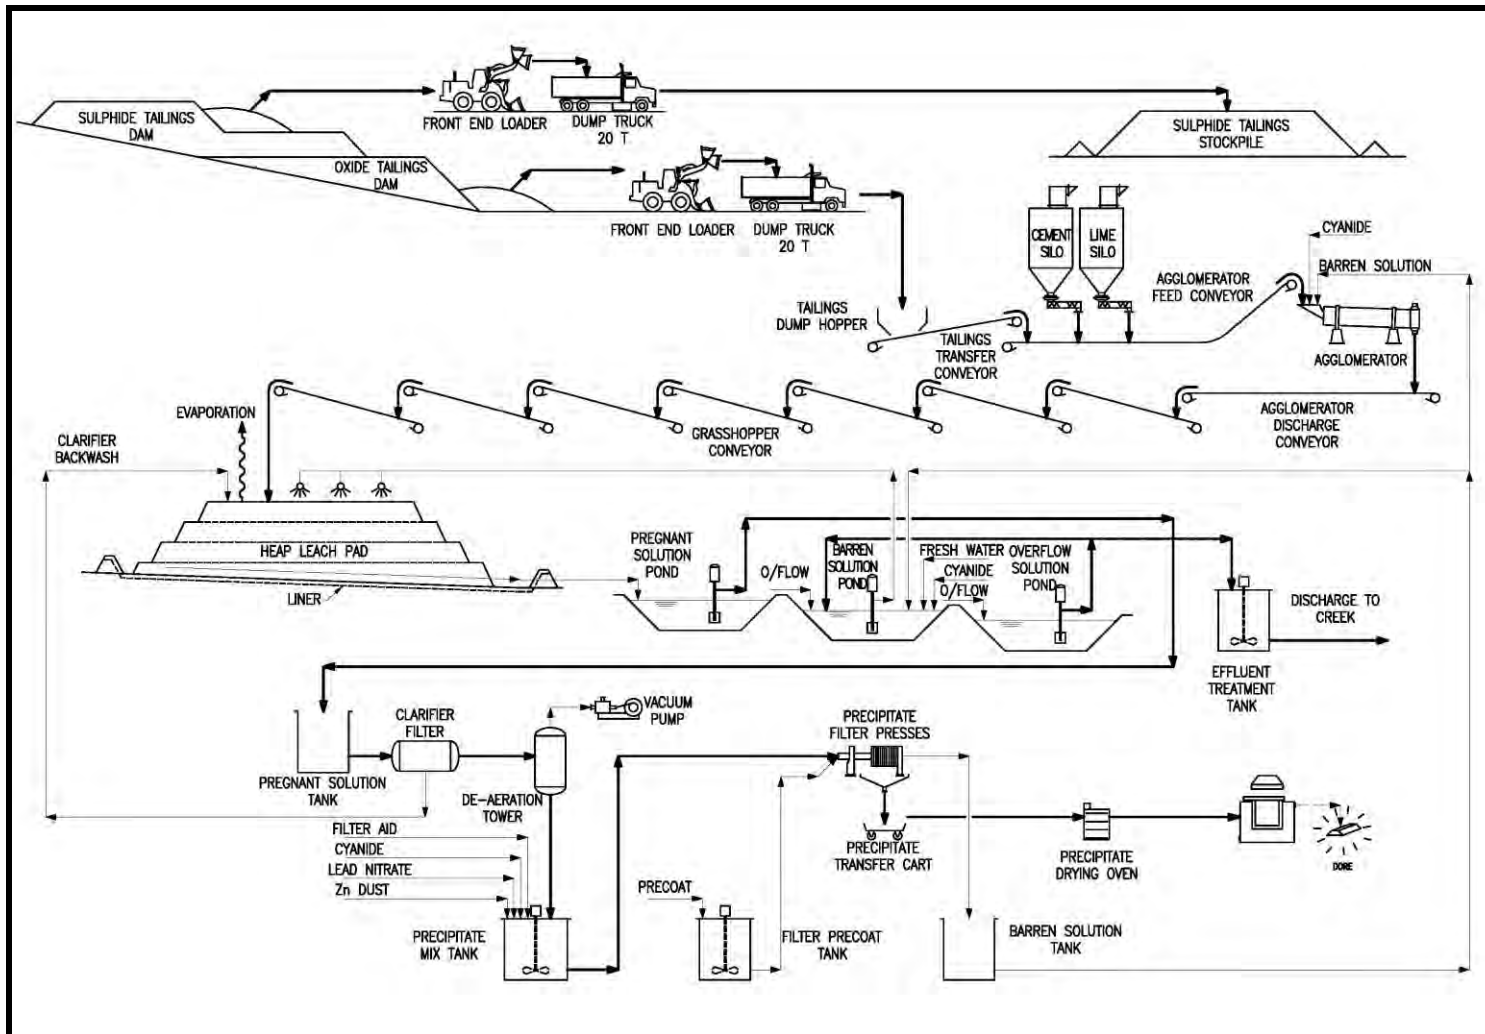 SULPHIDE TAILINGS
DAM
FRONT END LOADER
DUMP TRUCK
20 T
SULPHIDE TAILINGS
STOCKPILE
OXIDE TAILINGS
DAM
FRONT END LOADER
DUMP TRUCK
20 T
CEMENT
SILO
LIME
SILO
CYANIDE
BARREN SOLUTION
AGGLOMERATOR
FEED CONVEYOR
TAILINGS
DUMP HOPPER
TAILINGS
TRANSFER
CONVEYOR
AGGLOMERATOR
EVAPORATION
CLARIFIER
BACKWASH
GRASSHOPPER
CONVEYOR
AGGLOMERATOR
DISCHARGE
CONVEYOR
HEAP LEACH PAD
LINER
PREGNANT
SOLUTION
POND
O/FLOW
BARREN
SOLUTION
POND
FRESH WATER
CYANIDE
O/FLOW
OVERFLOW
SOLUTION
POND
DISCHARGE TO
CREEK
EFFLUENT
TREATMENT
TANK
CLARIFIER
FILTER
VACUUM
PUMP
PRECIPITATE
FILTER PRESSES
PREGNANT SOLUTION
TANK
DE-AERATION
TOWER
FILTER AID
CYANIDE
LEAD NITRATE
Zn DUST
PRECIPITATE
TRANSFER CART
PRECIPITATE
DRYING OVEN
DORE
PRECOAT
PRECIPITATE
MIX TANK
FILTER PRECOAT
TANK
BARREN SOLUTION
TANK